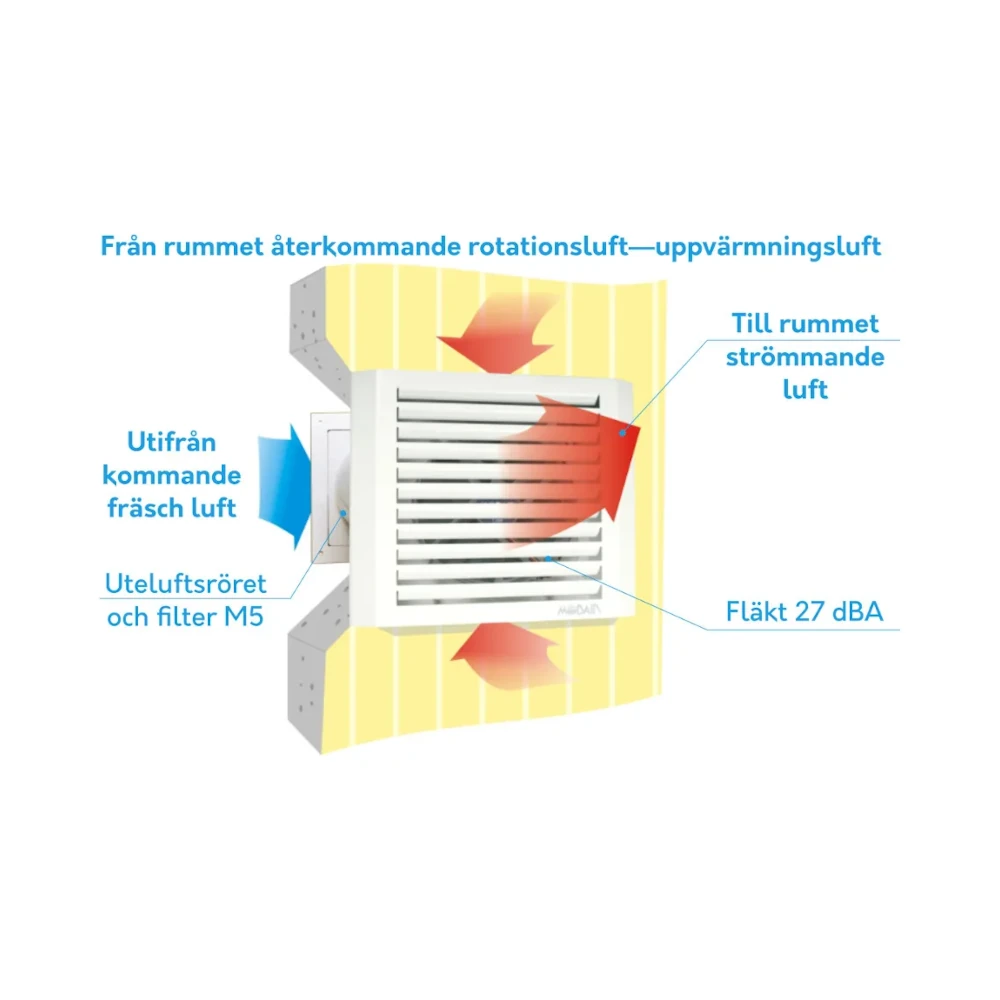 Från rummet återkommande rotationsluft—uppvärmningsluft
Till rummet
strömmande
luft
Utifrån
kommande
fräsch luft
Uteluftsröret
och filter M5
Fläkt 27 dBA